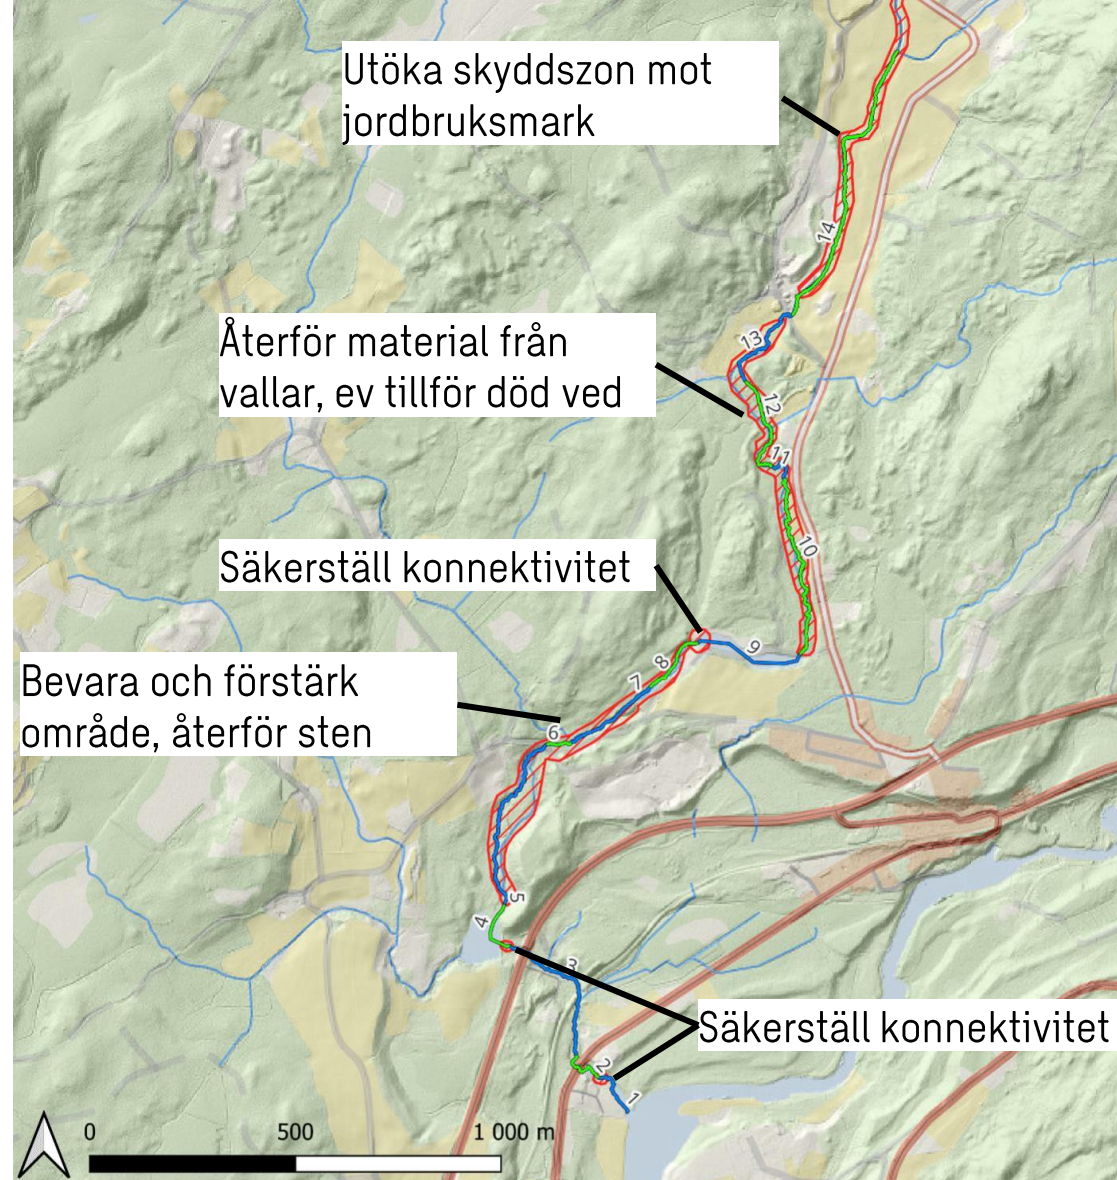 Utöka skyddszon mot
jordbruksmark
14
Återför material från
vallar, ev tillför död ved
13
12
11
10
Säkerställ konnektivitet
9
8
7
Bevara och förstärk
område, återför sten
6
5
4
3
Säkerställ konnektivitet
2
1
0 500 1 000 m